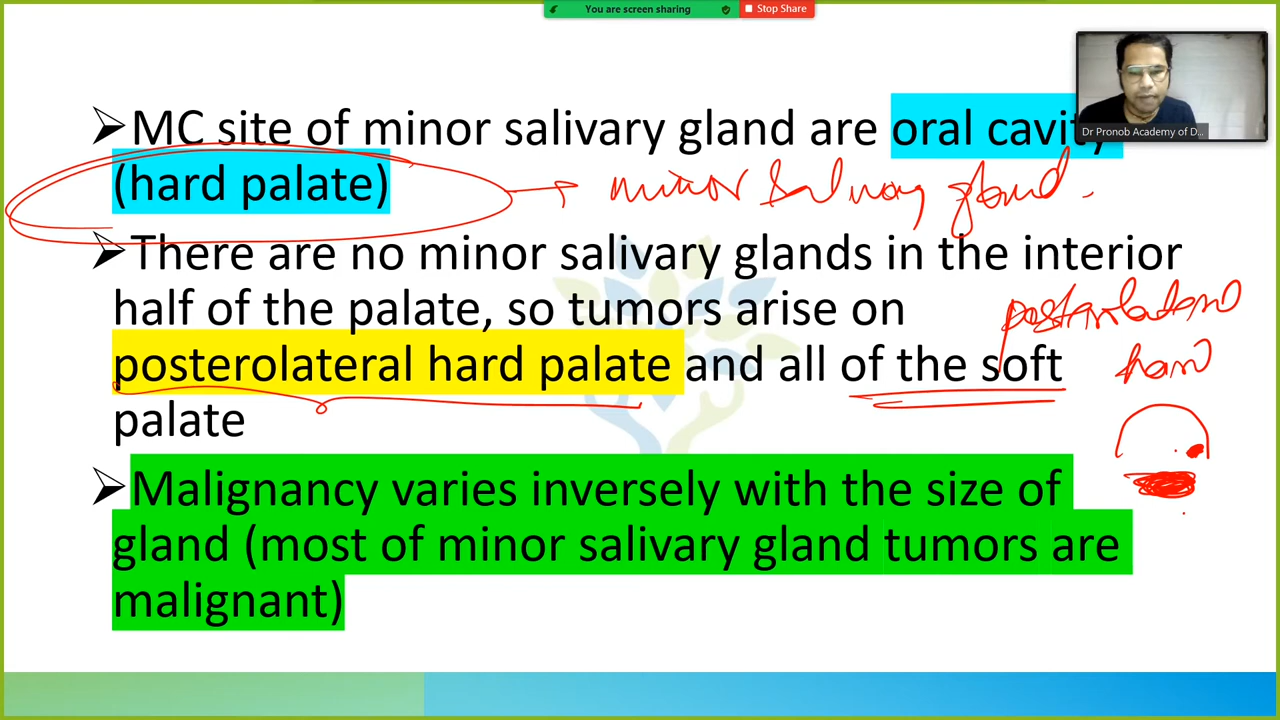 You are screen sharing Stop Share
MC site of minor salivary gland are oral cavity
(hard palate)
minor salivary gland.
There are no minor salivary glands in the interior
half of the palate, so tumors arise on
posterolateral hard palate and all of the soft
palate
posterolateral
hard
Malignancy varies inversely with the size of
gland (most of minor salivary gland tumors are
malignant)
Dr Pronob Academy of D...